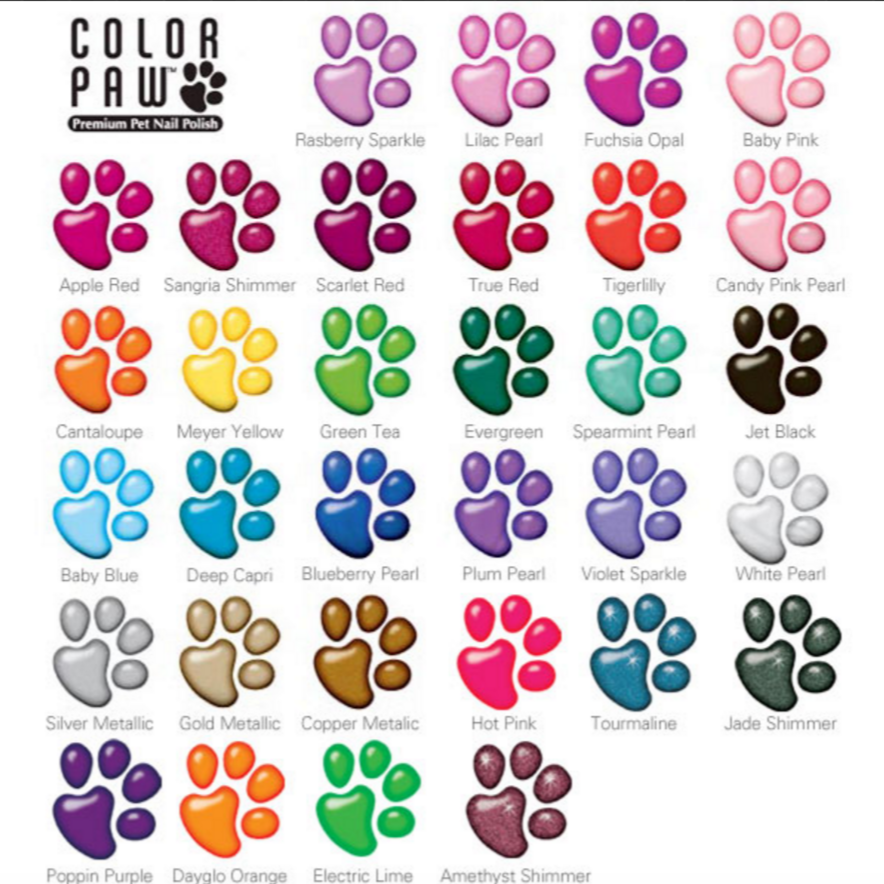 COLOR
PAW™
Premium Pet Nail Polish
Rasberry Sparkle Lilac Pearl Fuchsia Opal Baby Pink
Apple Red Sangria Shimmer Scarlet Red True Red Tigerlilly Candy Pink Pearl
Cantaloupe Meyer Yellow Green Tea Evergreen Spearmint Pearl Jet Black
Baby Blue Deep Capri Blueberry Pearl Plum Pearl Violet Sparkle White Pearl
Silver Metallic Gold Metallic Copper Metalic Hot Pink Tourmaline Jade Shimmer
Poppin Purple Dayglo Orange Electric Lime Amethyst Shimmer